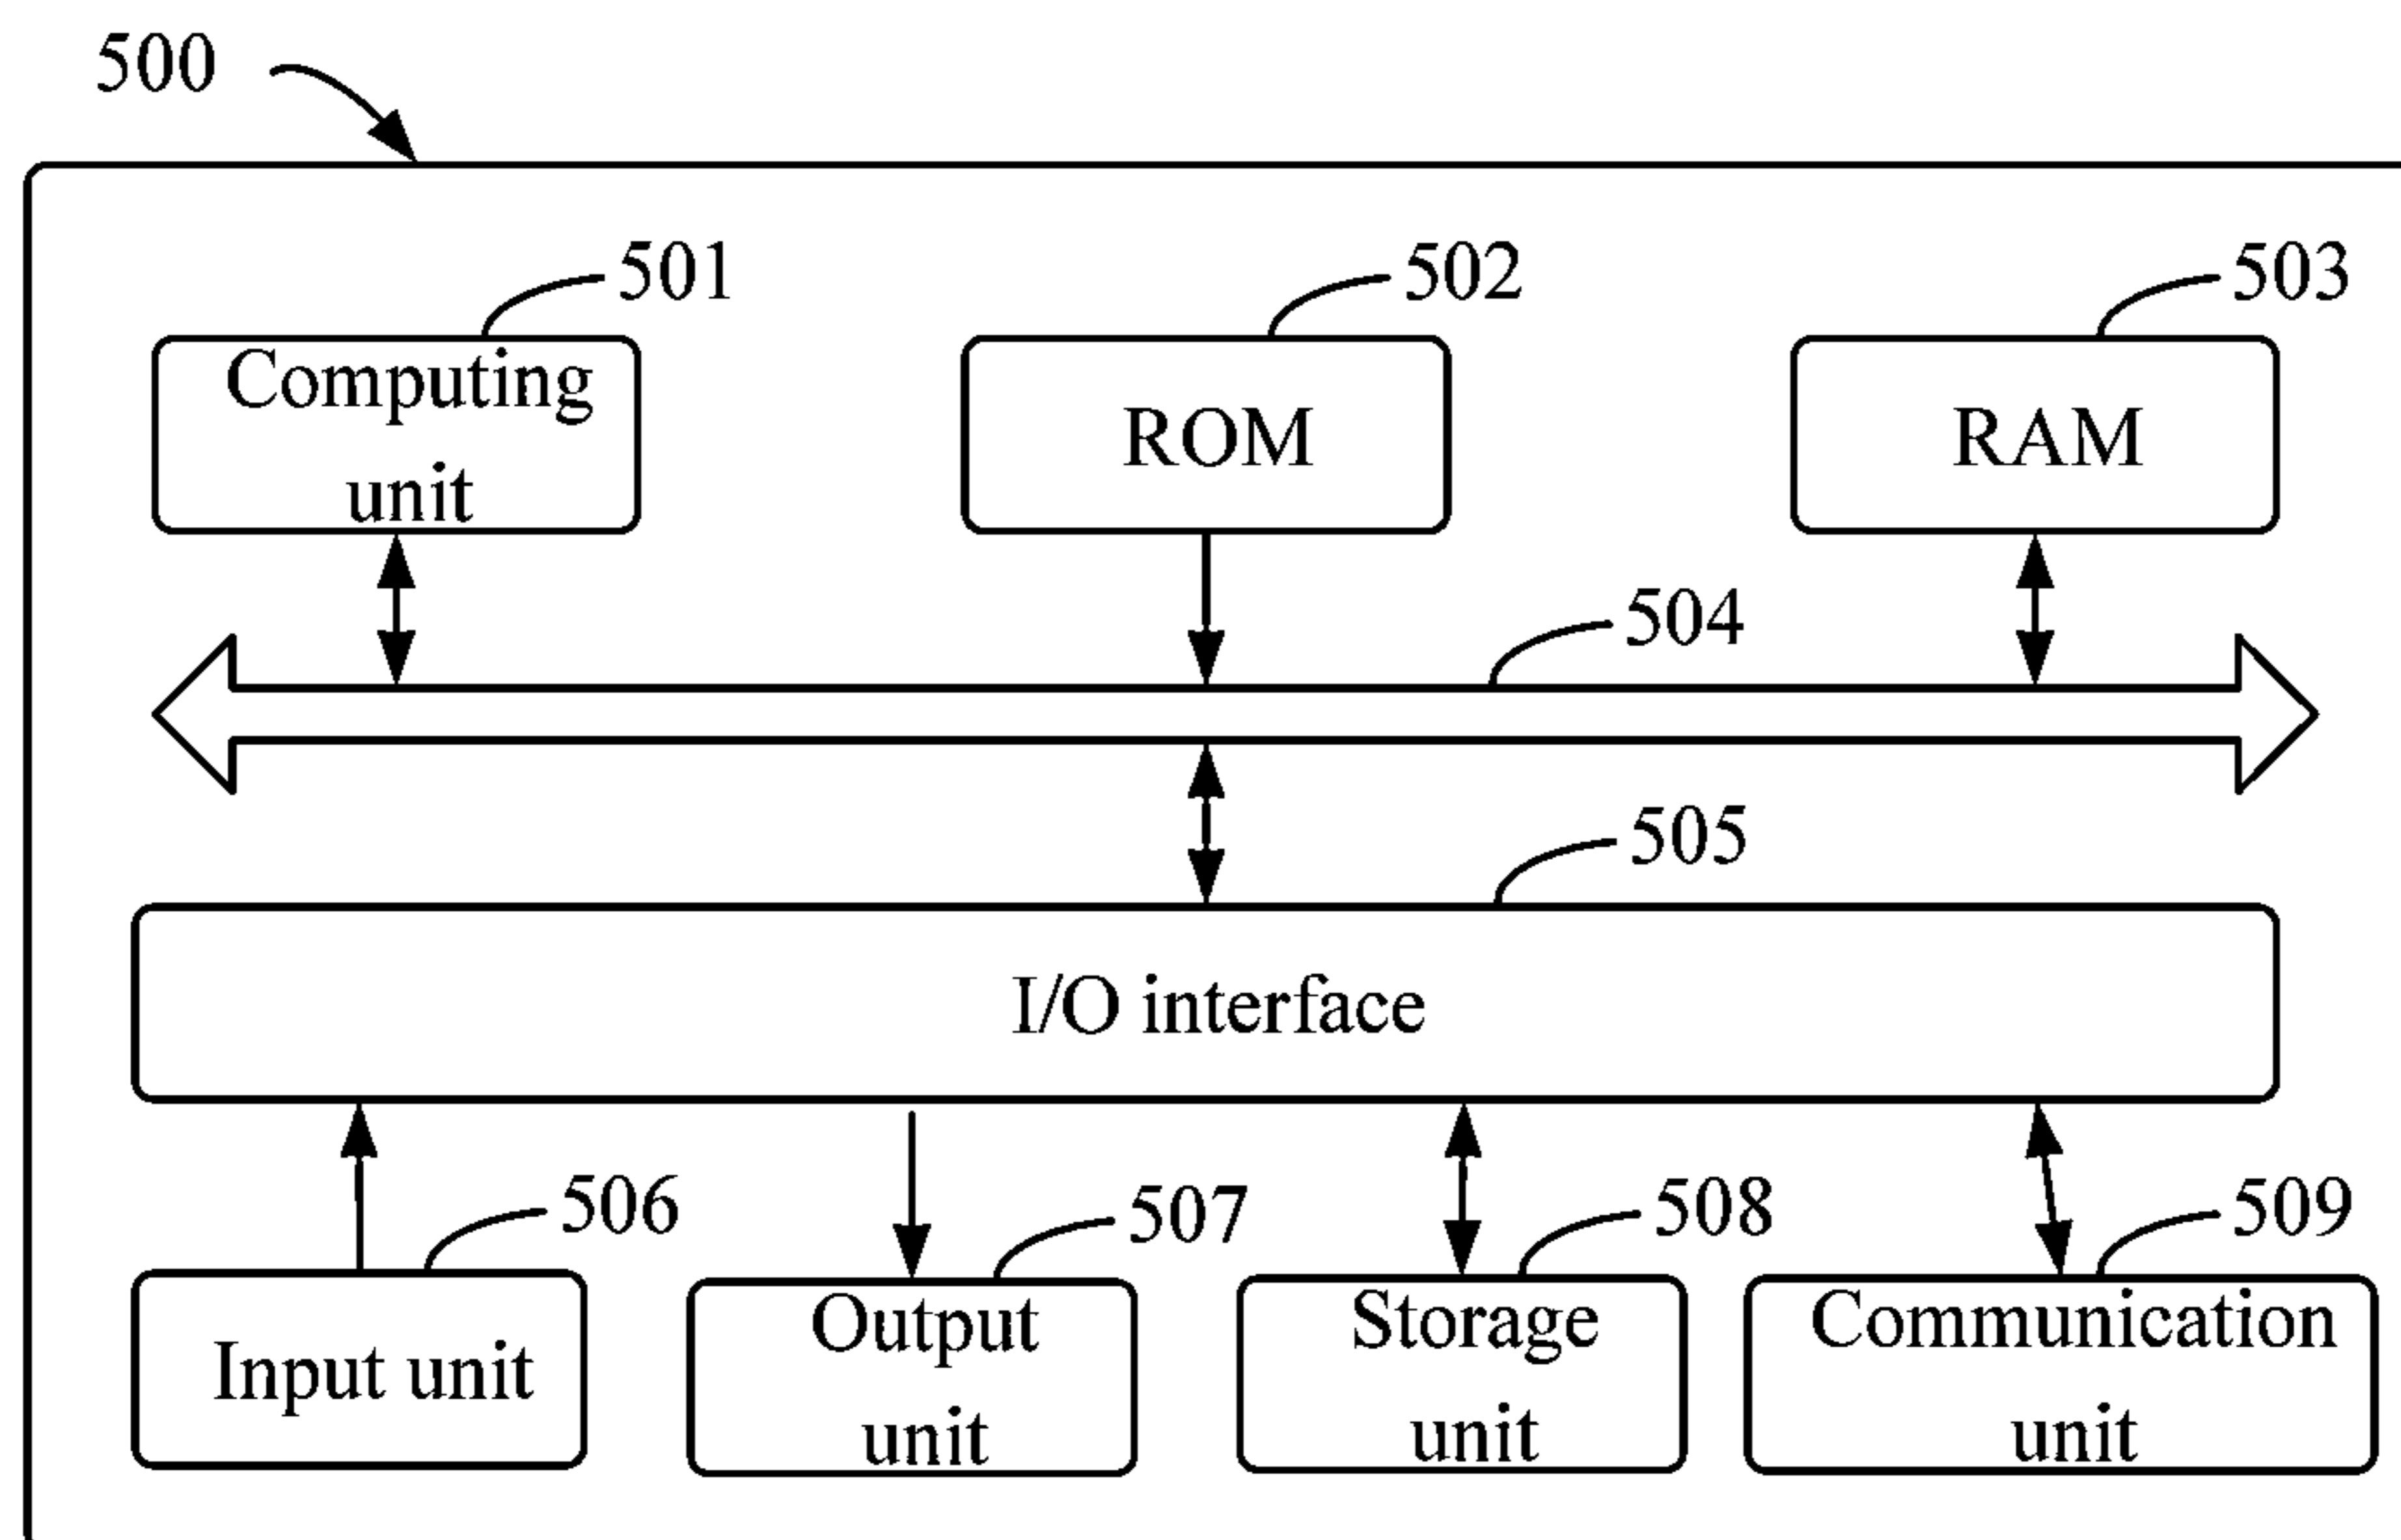 500
501
502
503
Computing
unit
ROM
RAM
504
505
I/O interface
506
507
508
509
Input unit
Output
unit
Storage
unit
Communication
unit